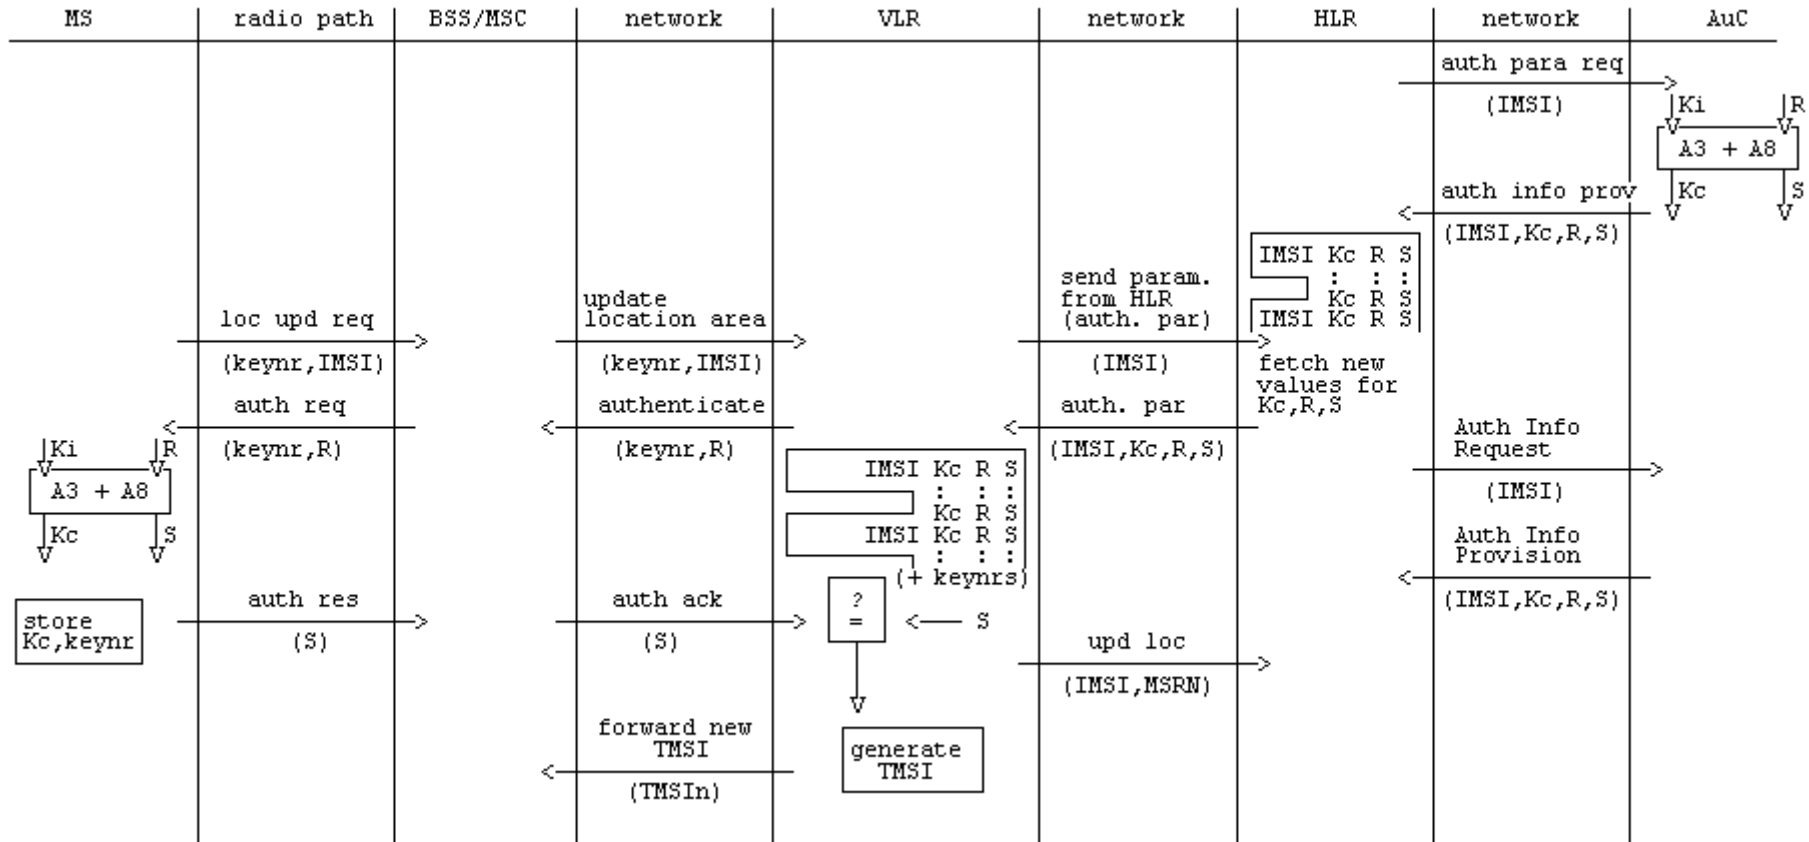 MS radio path BSS/MSC network VLR network HLR network AuC
auth para req
(IMSI)
Ki R
A3 + A8
auth info prov
Kc S
(IMSI,Kc,R,S)
IMSI Kc R S
: : :
Kc R S
IMSI Kc R S
send param.
from HLR
(auth. par)
update
location area
loc upd req
(keynr,IMSI)
(keynr,IMSI)
(IMSI)
fetch new
values for
Kc,R,S
auth req
authenticate
auth. par
(keynr,R)
(keynr,R)
(IMSI,Kc,R,S)
Auth Info
Request
(IMSI)
Ki R
A3 + A8
Kc S
IMSI Kc R S
: : :
Kc R S
IMSI Kc R S
: : :
(+ keynrs)
Auth Info
Provision
(IMSI,Kc,R,S)
store
Kc,keynr
auth res
(S)
auth ack
(S)
?
=
S
upd loc
(IMSI,MSRN)
forward new
TMSI
(TMSIn)
generate
TMSI